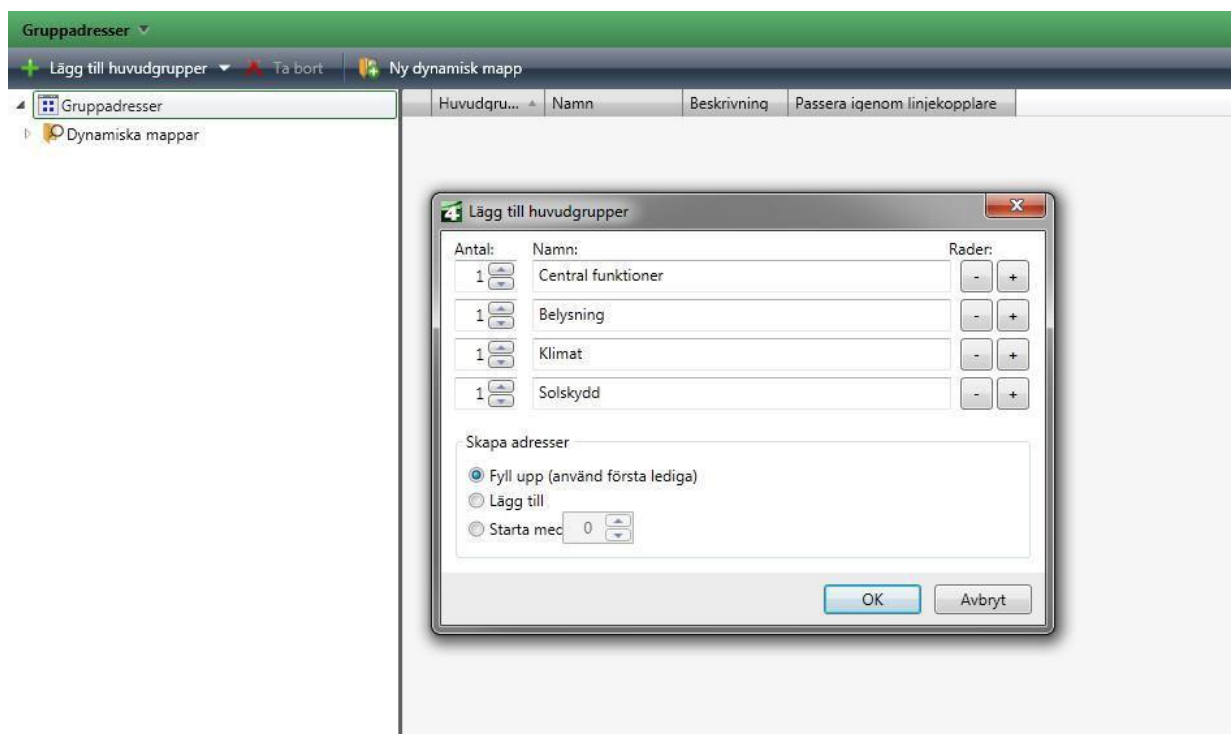 Gruppadresser
Lägg till huvudgrupper Ta bort Ny dynamisk mapp
Gruppadresser
Dynamiska mappar
Huvudgru... Namn Beskrivning Passera igenom linjekopplare
4 Lägg till huvudgrupper X
Antal: Namn: Rader:
1 Central funktioner - +
1 Belysning - +
1 Klimat - +
1 Solskydd - +
Skapa adresser
Fyll upp (använd första lediga)
Lägg till
Starta med 0
OK Avbryt